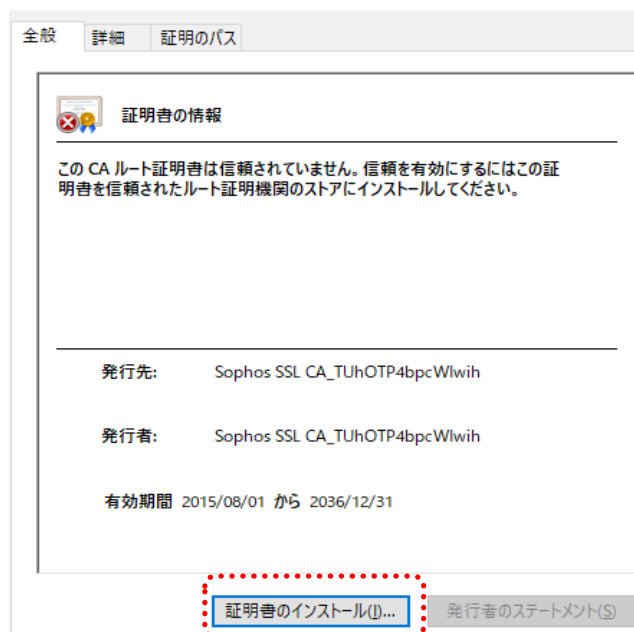 全般 詳細 証明のパス
証明書の情報
この CA ルート証明書は信頼されていません。信頼を有効にするにはこの証
明書を信頼されたルート証明機関のストアにインストールしてください。
発行先: Sophos SSL CA_TUhOTP4bpcWlwih
発行者: Sophos SSL CA_TUhOTP4bpcWlwih
有効期間 2015/08/01 から 2036/12/31
証明書のインストール(I)... 発行者のステートメント(S)